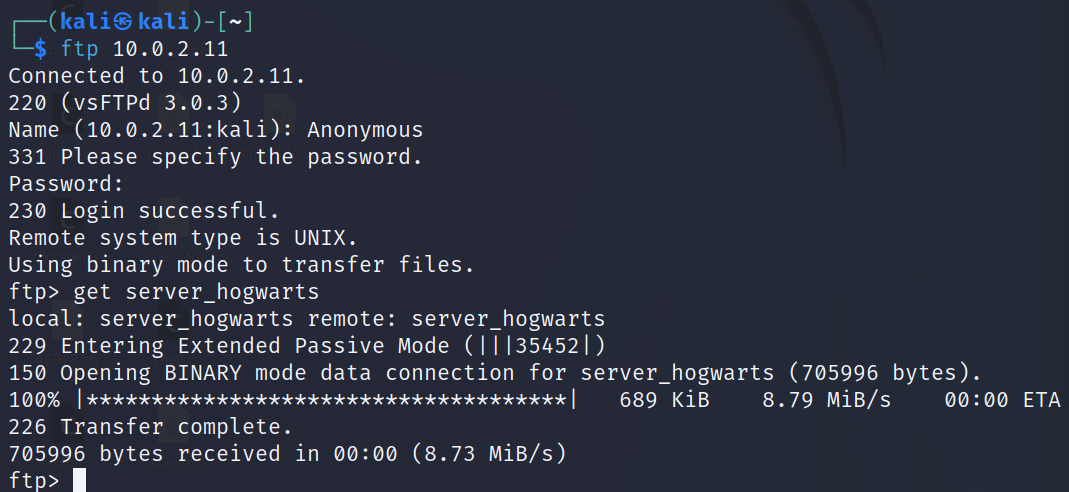 ┌──(kali㉿kali)-[~]
└─$ ftp 10.0.2.11
Connected to 10.0.2.11.
220 (vsFTPd 3.0.3)
Name (10.0.2.11:kali): Anonymous
331 Please specify the password.
Password:
230 Login successful.
Remote system type is UNIX.
Using binary mode to transfer files.
ftp> get server_hogwarts
local: server_hogwarts remote: server_hogwarts
229 Entering Extended Passive Mode (|||35452|)
150 Opening BINARY mode data connection for server_hogwarts (705996 bytes).
100% |*************************************| 689 KiB 8.79 MiB/s 00:00 ETA
226 Transfer complete.
705996 bytes received in 00:00 (8.73 MiB/s)
ftp>